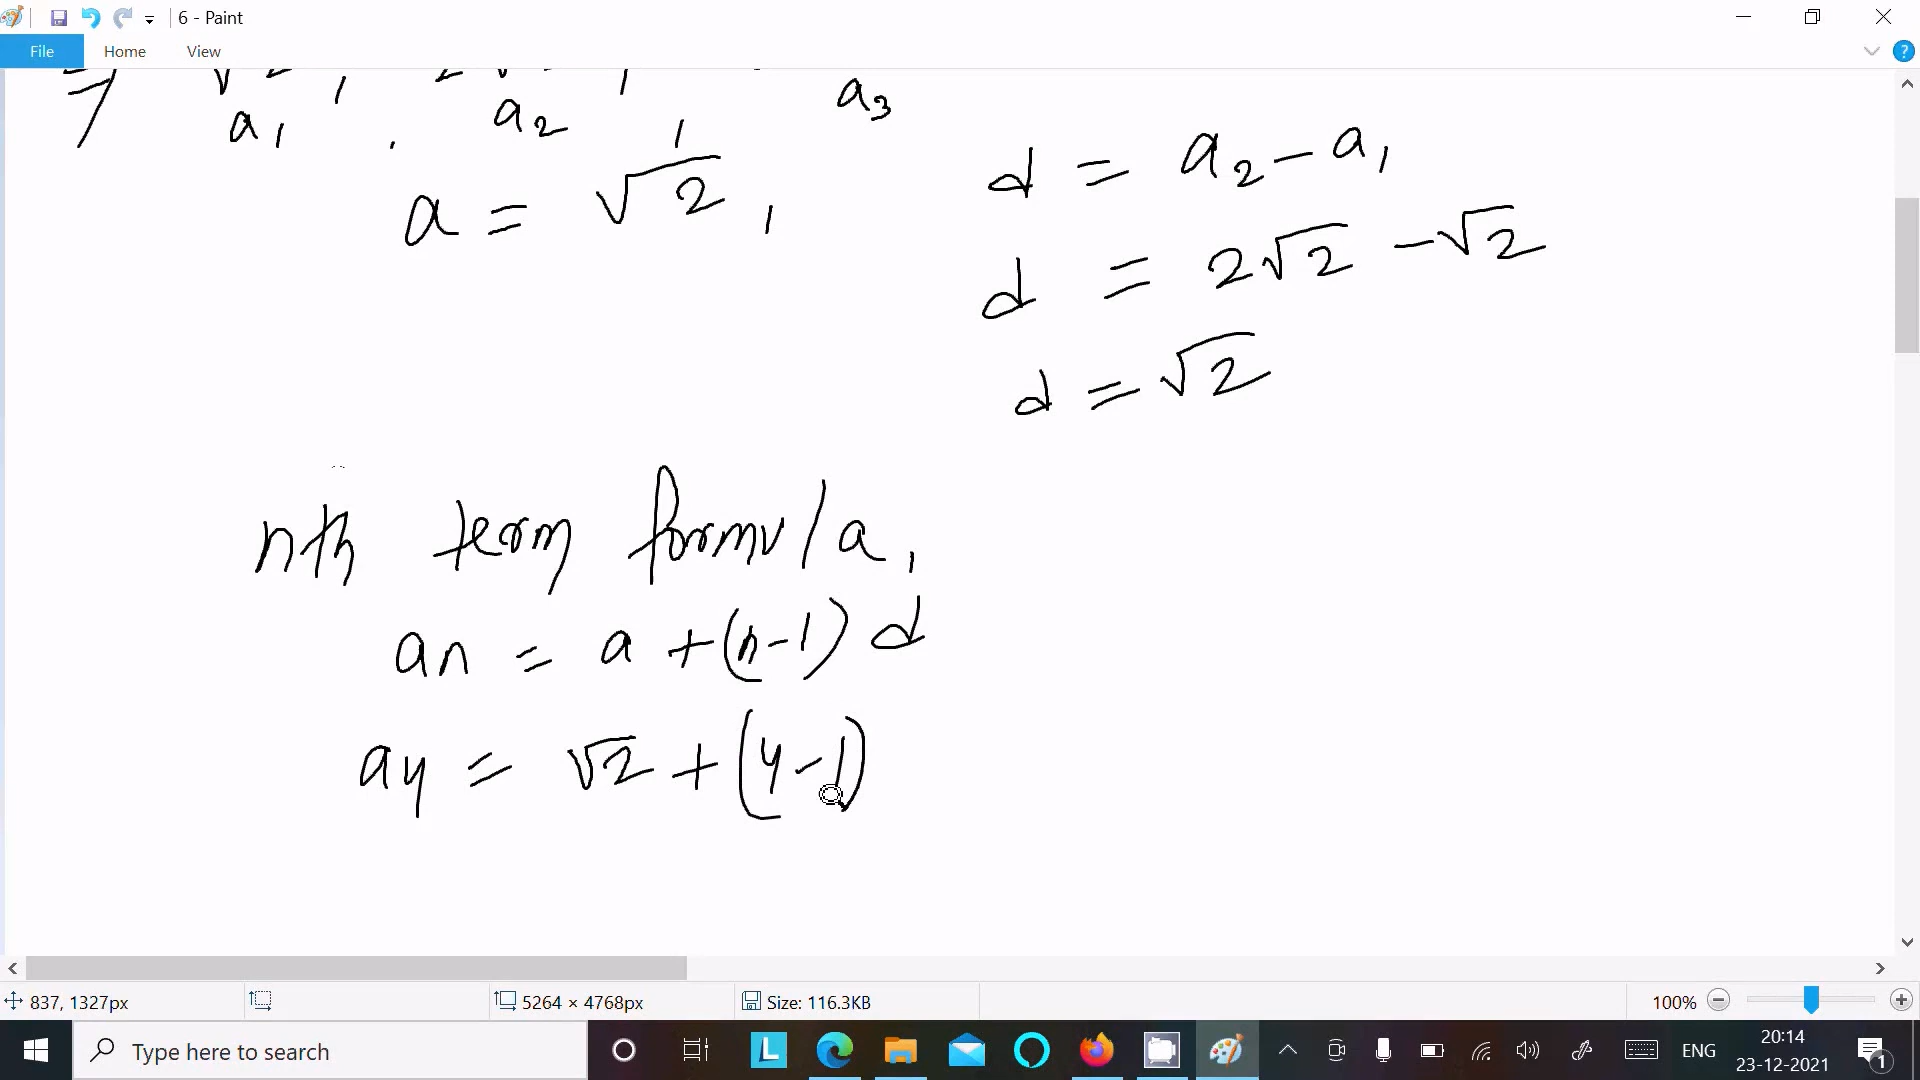 6 - Paint
File Home View
a1 , a2 a3
a = √2 ,
d = a2 - a1
d = 2√2 - √2
d = √2
nth term formula,
an = a + (n-1) d
a4 = √2 + (4-1)
837, 1327px 5264 × 4768px Size: 116.3KB 100%
Type here to search
ENG
20:14
23-12-2021
1